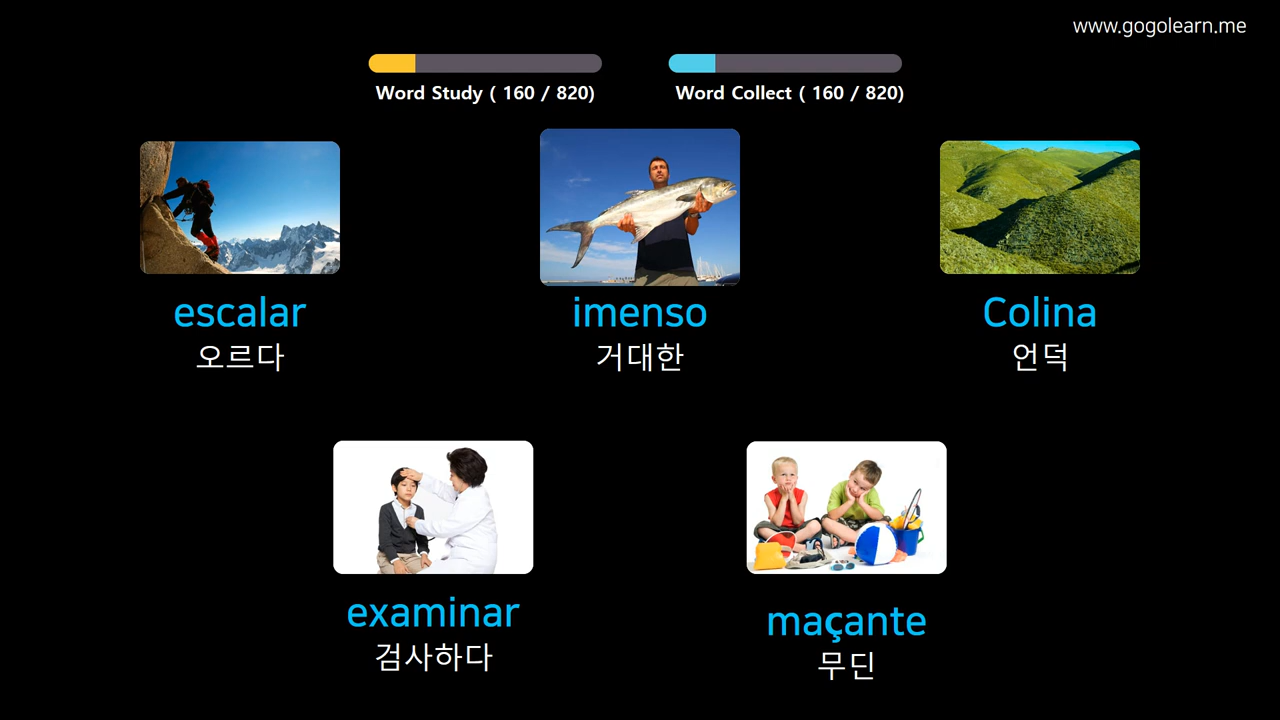 www.gogolearn.me
Word Study ( 160 / 820)
Word Collect ( 160 / 820)
escalar
오르다
imenso
거대한
Colina
언덕
examinar
검사하다
maçante
무딘